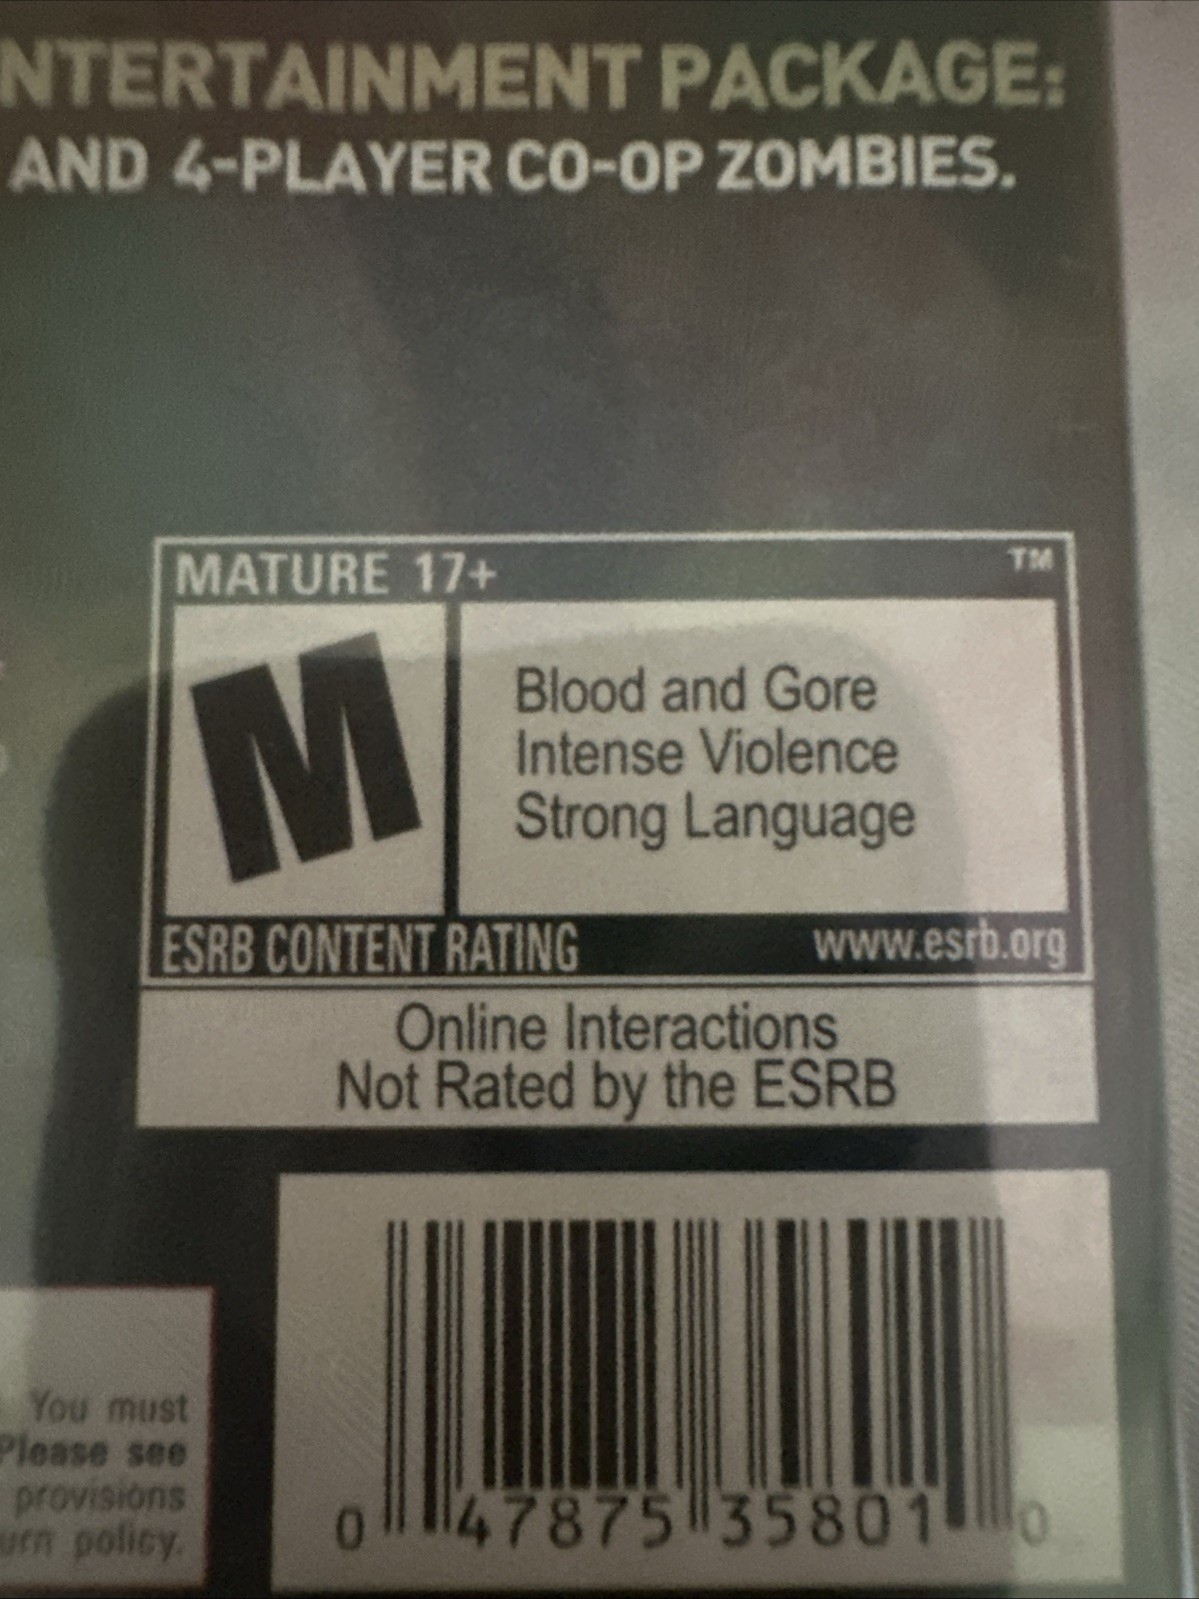 NTERTAINMENT PACKAGE:
AND 4-PLAYER CO-OP ZOMBIES.
MATURE 17+ ™
M
Blood and Gore
Intense Violence
Strong Language
ESRB CONTENT RATING www.esrb.org
Online Interactions
Not Rated by the ESRB
You must
Please see
provisions
urn policy.
0 47875 35801 0